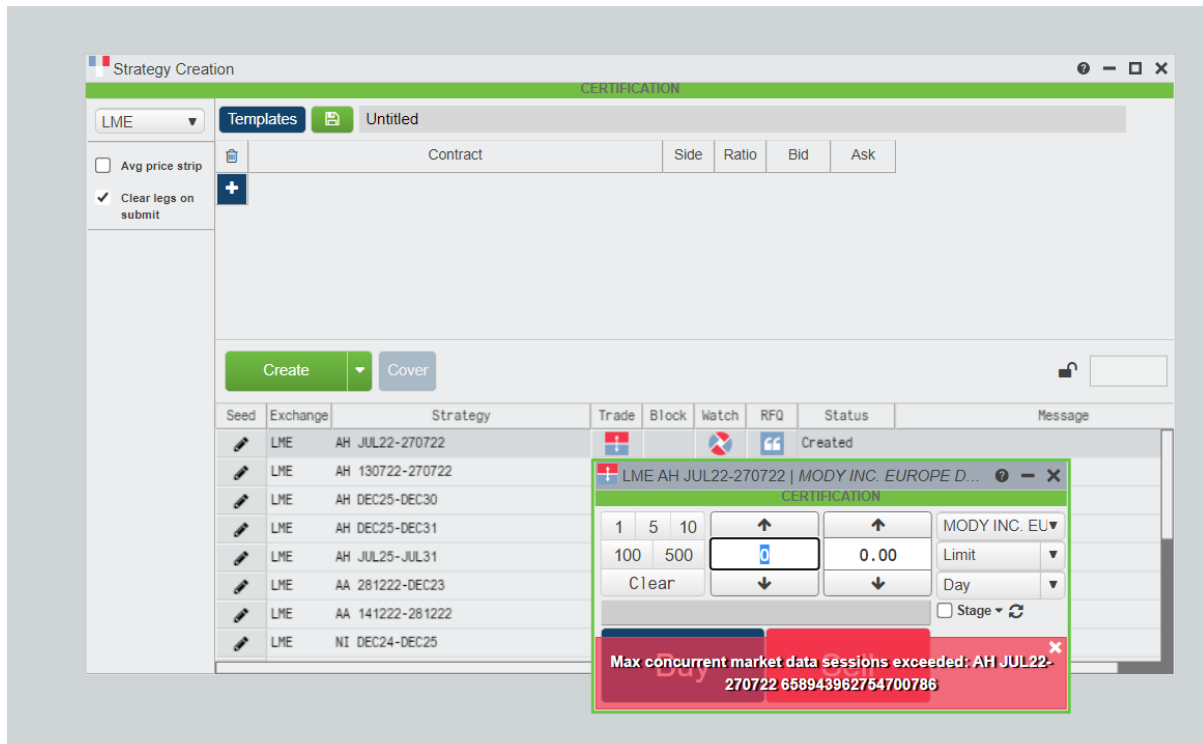 Strategy Creation
CERTIFICATION
LME
Templates
Untitled
Avg price strip
Clear legs on
submit
Contract Side Ratio Bid Ask
Create
Cover
Seed Exchange Strategy Trade Block Watch RFQ Status Message
LME AH JUL22-270722 Created
LME AH 130722-270722
LME AH DEC25-DEC30
LME AH DEC25-DEC31
LME AH JUL25-JUL31
LME AA 281222-DEC23
LME AA 141222-281222
LME NI DEC24-DEC25
LME AH JUL22-270722 | MODY INC. EUROPE D...
CERTIFICATION
1 5 10
100 500
Clear
0
0.00
MODY INC. EU
Limit
Day
Stage
Buy
Sell
Max concurrent market data sessions exceeded: AH JUL22-
270722 658943962754700786